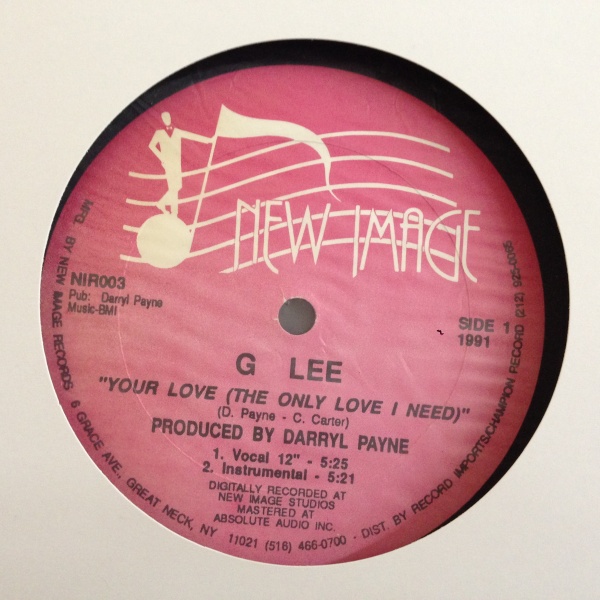 NEW IMAGE
NIR003
Pub: Darryl Payne
Music-BMI
SIDE 1
1991
G LEE
"YOUR LOVE (THE ONLY LOVE I NEED)"
(D. Payne - C. Carter)
PRODUCED BY DARRYL PAYNE
1. Vocal 12" - 5:25
2. Instrumental - 5:21
DIGITALLY RECORDED AT
NEW IMAGE STUDIOS
MASTERED AT
ABSOLUTE AUDIO INC.
MFG. BY NEW IMAGE RECORDS 6 GRACE AVE., GREAT NECK, NY 11021 (516) 466-0700 - DIST. BY RECORD IMPORTS/CHAMPION RECORD (212) 925-0065